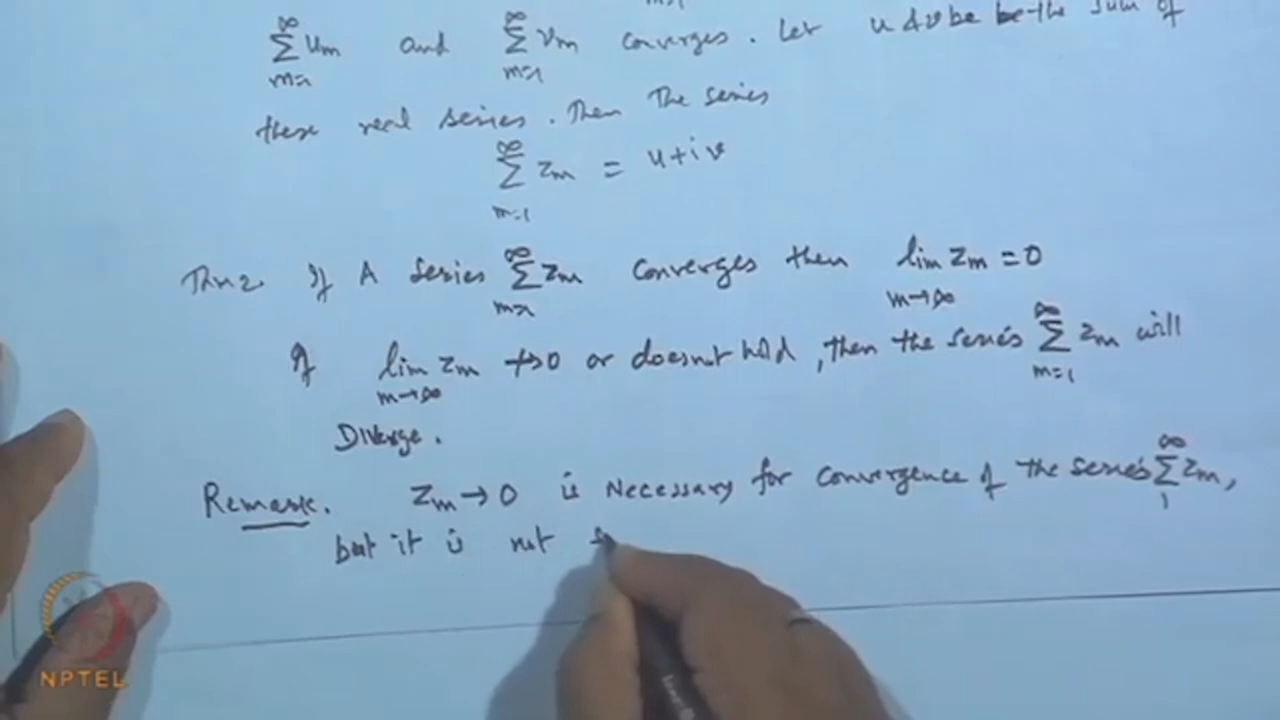 ∑_{m=1}^{∞} u_m and ∑_{m=1}^{∞} v_m converges. Let u & v be be the sum of
these real series. Then The series
∑_{m=1}^{∞} z_m = u+iv
Thm 2. If A series ∑_{m=1}^{∞} z_m converges then lim_{m→∞} z_m = 0
If lim_{m→∞} z_m ↛ 0 or doesnot hold, then the series ∑_{m=1}^{∞} z_m will
Diverge.
Remark. z_m → 0 is Necessary for convergence of the series ∑_{1}^{∞} z_m,
but it is not
NPTEL